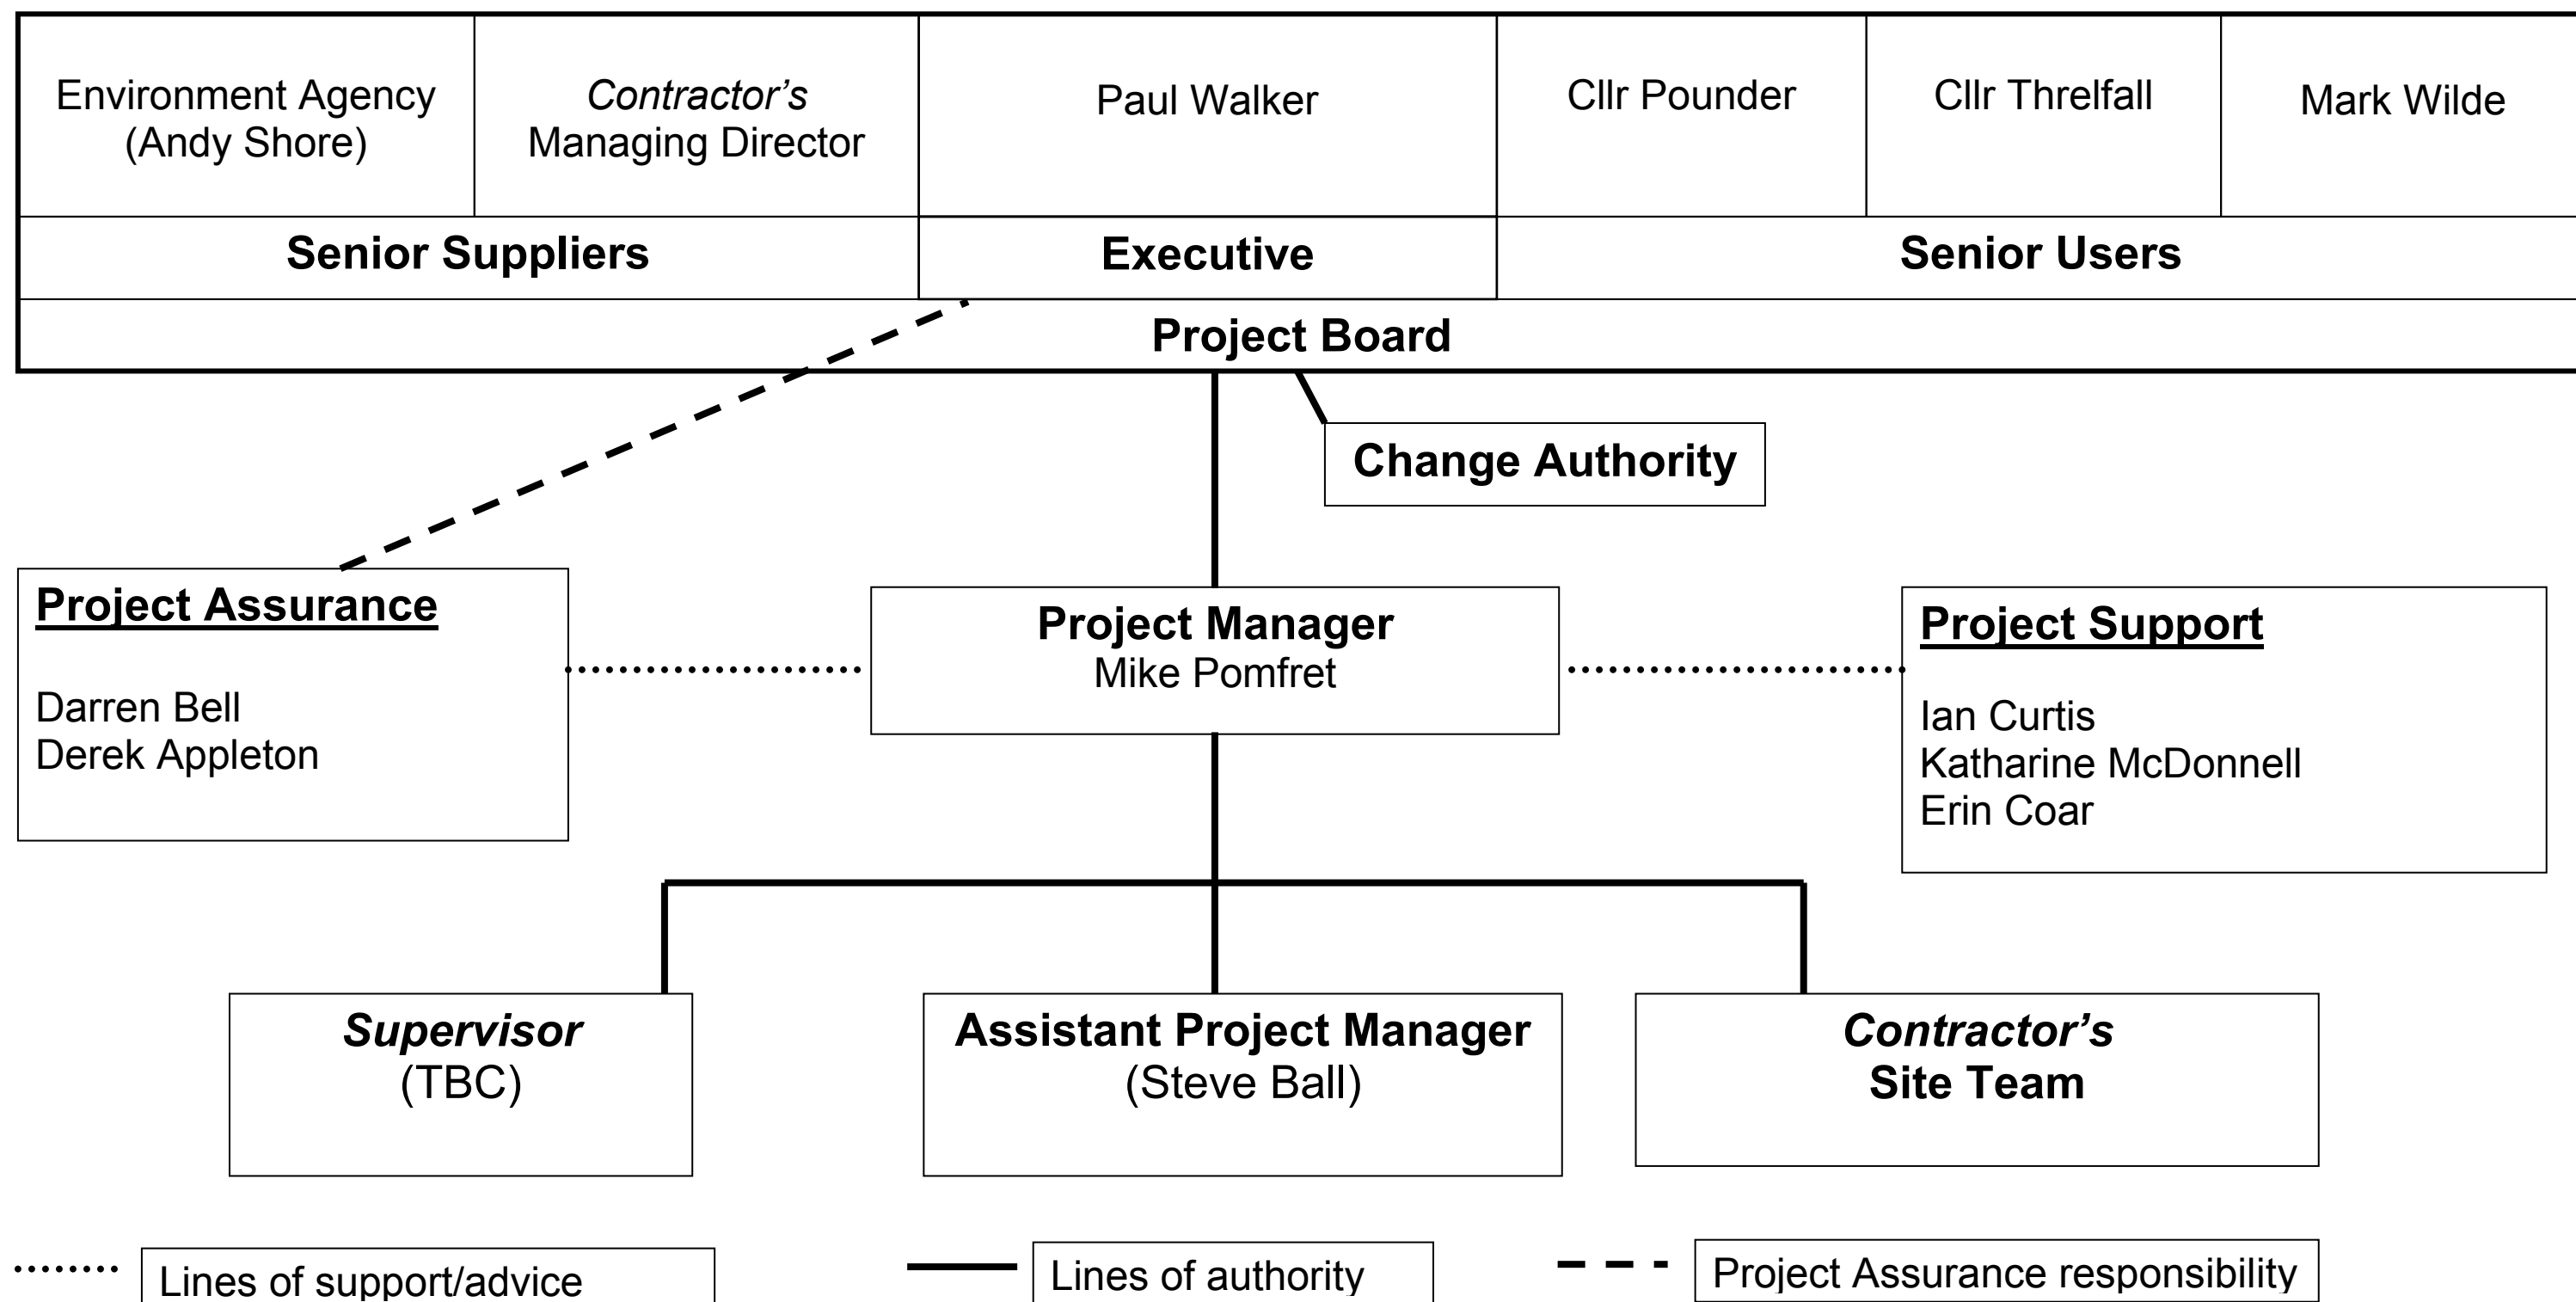 Environment Agency
(Andy Shore)
Contractor’s
Managing Director
Paul Walker
Cllr Pounder
Cllr Threlfall
Mark Wilde
Senior Suppliers
Executive
Senior Users
Project Board
Change Authority
Project Assurance
Darren Bell
Derek Appleton
Project Manager
Mike Pomfret
Project Support
Ian Curtis
Katharine McDonnell
Erin Coar
Supervisor
(TBC)
Assistant Project Manager
(Steve Ball)
Contractor’s
Site Team
Lines of support/advice
Lines of authority
Project Assurance responsibility